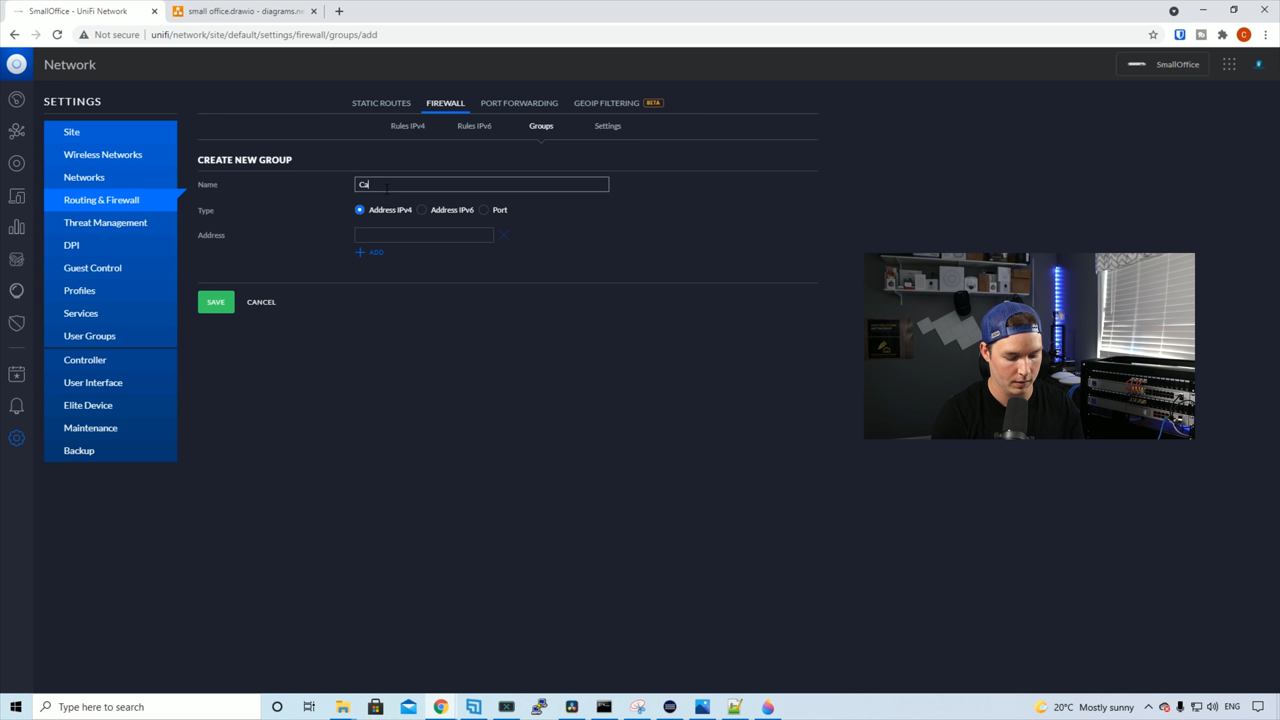 SmallOffice - UniFi Network
small office.drawio - diagrams.ne
Not secure
unifi/network/site/default/settings/firewall/groups/add
Network
SmallOffice
SETTINGS
Site
Wireless Networks
Networks
Routing & Firewall
Threat Management
DPI
Guest Control
Profiles
Services
User Groups
Controller
User Interface
Elite Device
Maintenance
Backup
STATIC ROUTES FIREWALL PORT FORWARDING GEOIP FILTERING BETA
Rules IPv4 Rules IPv6 Groups Settings
CREATE NEW GROUP
Name Ca
Type Address IPv4 Address IPv6 Port
Address
ADD
SAVE CANCEL
Type here to search
20°C Mostly sunny
ENG